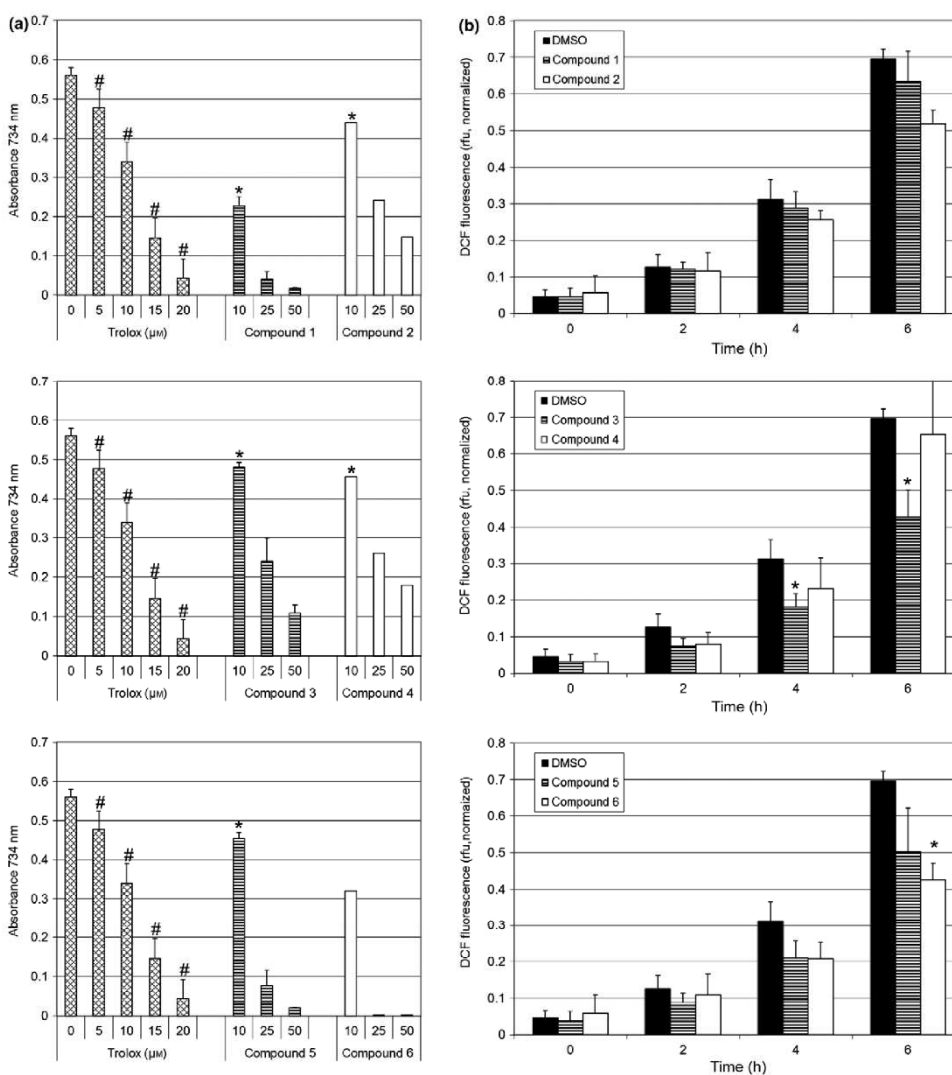 (a)
0.7
0.6
0.5
0.4
0.3
0.2
0.1
0
Absorbance 734 nm
#
#
#
#
*
*
0 5 10 15 20 10 25 50 10 25 50
Trolox (μM) Compound 1 Compound 2
(b)
0.8
0.7
0.6
0.5
0.4
0.3
0.2
0.1
0
DCF fluorescence (rfu, normalized)
DMSO
Compound 1
Compound 2
0 2 4 6
Time (h)
0.7
0.6
0.5
0.4
0.3
0.2
0.1
0
Absorbance 734 nm
#
#
#
#
*
*
0 5 10 15 20 10 25 50 10 25 50
Trolox (μM) Compound 3 Compound 4
0.8
0.7
0.6
0.5
0.4
0.3
0.2
0.1
0
DCF fluorescence (rfu, normalized)
DMSO
Compound 3
Compound 4
*
*
0 2 4 6
Time (h)
0.7
0.6
0.5
0.4
0.3
0.2
0.1
0
Absorbance 734 nm
#
#
#
#
*
0 5 10 15 20 10 25 50 10 25 50
Trolox (μM) Compound 5 Compound 6
0.8
0.7
0.6
0.5
0.4
0.3
0.2
0.1
0
DCF fluorescence (rfu,normaized)
DMSO
Compound 5
Compound 6
*
0 2 4 6
Time (h)